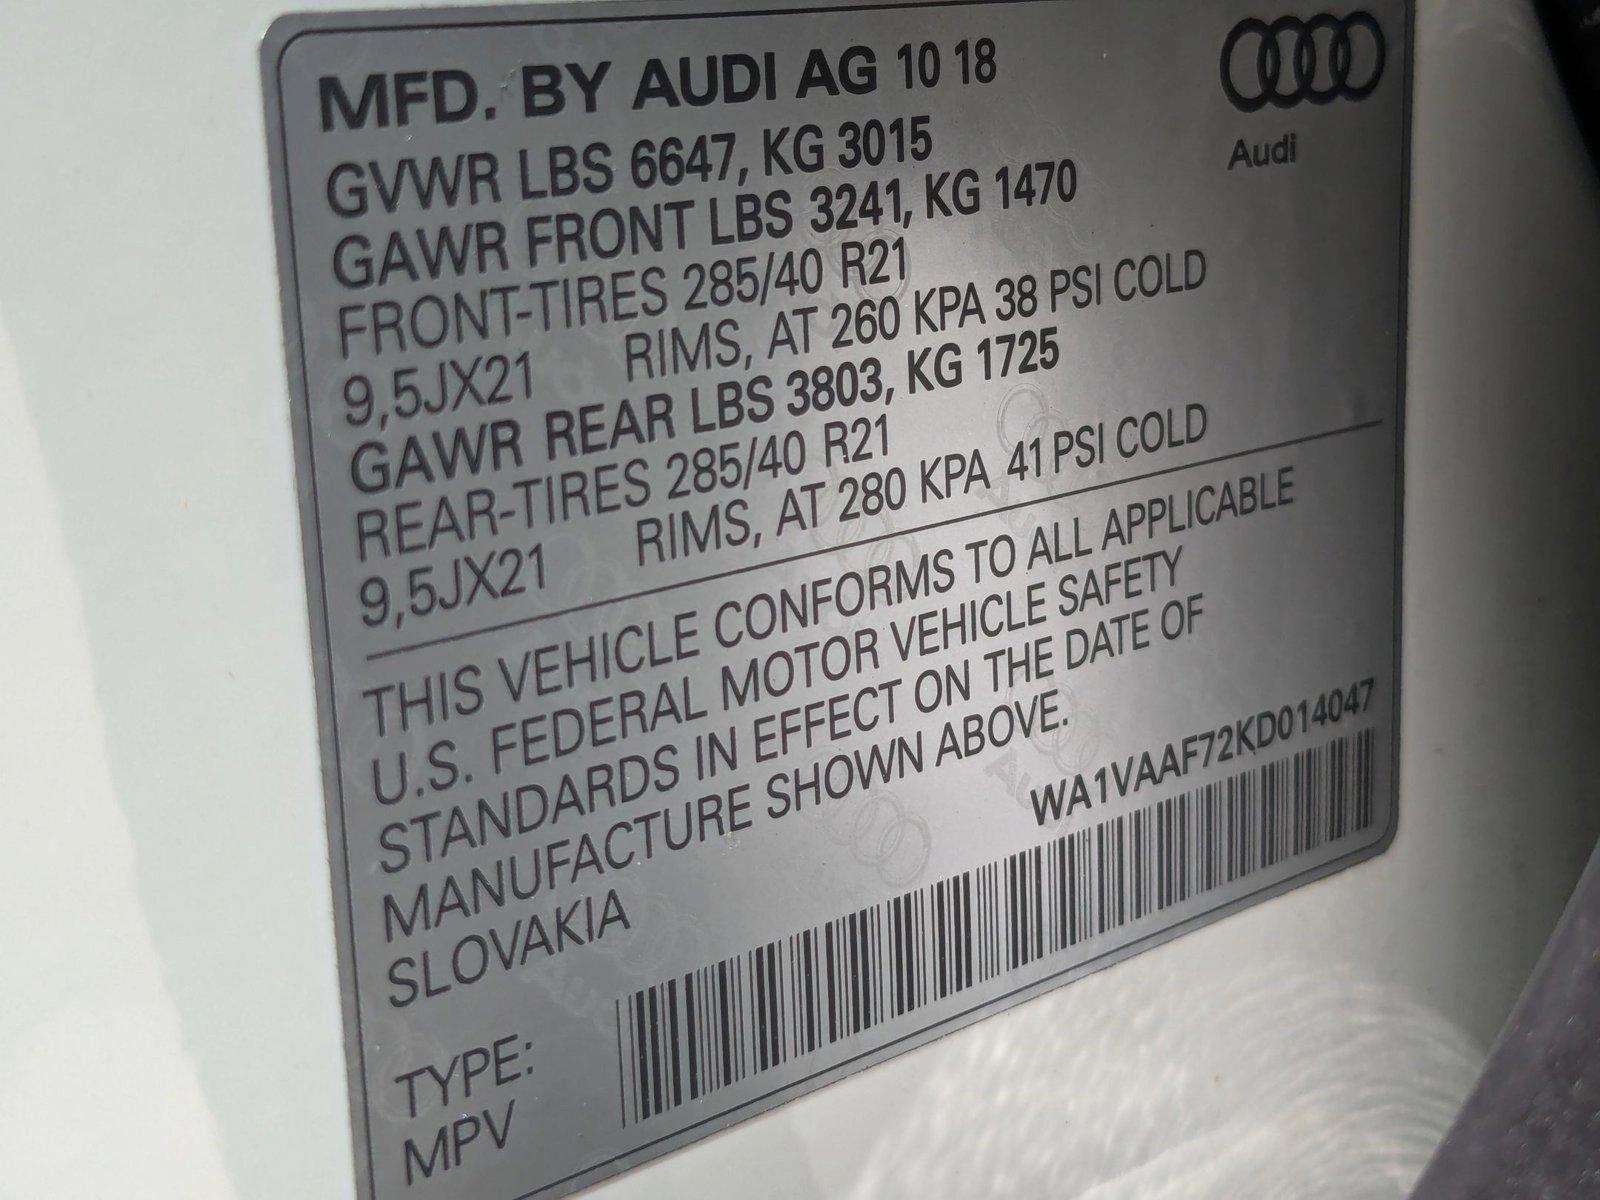 MFD. BY AUDI AG 10 18
Audi
GVWR LBS 6647, KG 3015
GAWR FRONT LBS 3241, KG 1470
FRONT-TIRES 285/40 R21
9,5JX21 RIMS, AT 260 KPA 38 PSI COLD
GAWR REAR LBS 3803, KG 1725
REAR-TIRES 285/40 R21
9,5JX21 RIMS, AT 280 KPA 41 PSI COLD
THIS VEHICLE CONFORMS TO ALL APPLICABLE
U.S. FEDERAL MOTOR VEHICLE SAFETY
STANDARDS IN EFFECT ON THE DATE OF
MANUFACTURE SHOWN ABOVE.
SLOVAKIA
WA1VAAF72KD014047
TYPE:
MPV